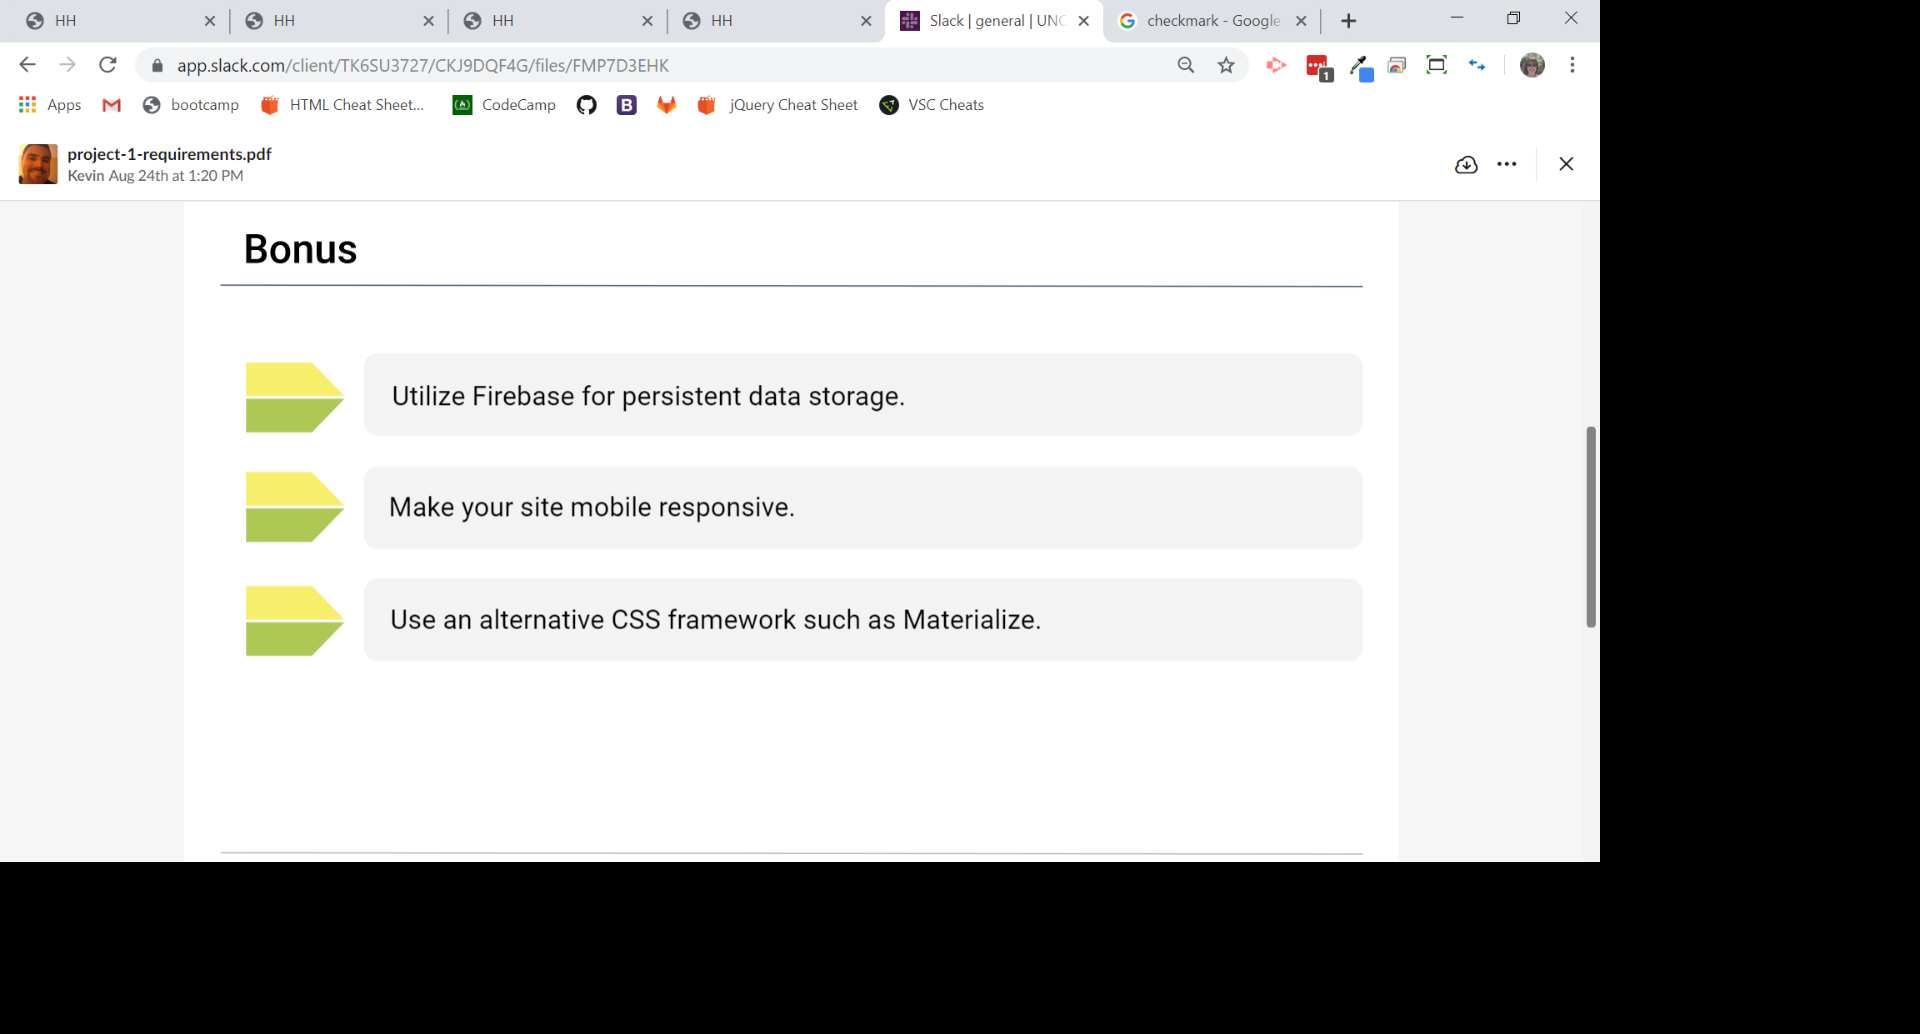 HH
HH
HH
HH
Slack | general | UNC
checkmark - Google
app.slack.com/client/TK6SU3727/CKJ9DQF4G/files/FMP7D3EHK
1
Apps
bootcamp
HTML Cheat Sheet...
CodeCamp
B
jQuery Cheat Sheet
VSC Cheats
project-1-requirements.pdf
Kevin Aug 24th at 1:20 PM
Bonus
Utilize Firebase for persistent data storage.
Make your site mobile responsive.
Use an alternative CSS framework such as Materialize.